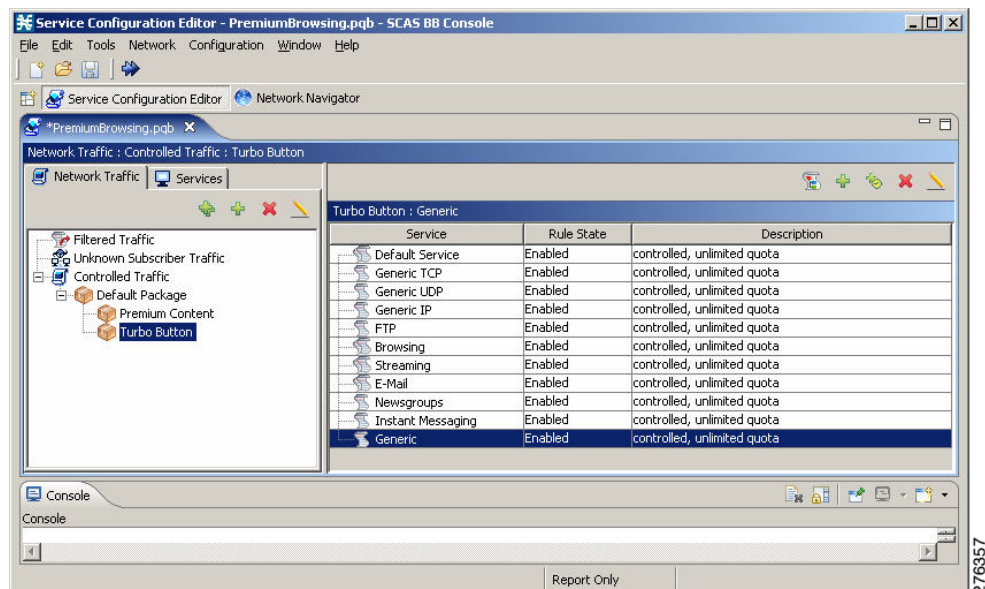 Service Configuration Editor - PremiumBrowsing.pqb - SCAS BB Console
File Edit Tools Network Configuration Window Help
Service Configuration Editor Network Navigator
*PremiumBrowsing.pqb
Network Traffic : Controlled Traffic : Turbo Button
Network Traffic Services
Filtered Traffic
Unknown Subscriber Traffic
Controlled Traffic
Default Package
Premium Content
Turbo Button
Turbo Button : Generic
Service Rule State Description
Default Service Enabled controlled, unlimited quota
Generic TCP Enabled controlled, unlimited quota
Generic UDP Enabled controlled, unlimited quota
Generic IP Enabled controlled, unlimited quota
FTP Enabled controlled, unlimited quota
Browsing Enabled controlled, unlimited quota
Streaming Enabled controlled, unlimited quota
E-Mail Enabled controlled, unlimited quota
Newsgroups Enabled controlled, unlimited quota
Instant Messaging Enabled controlled, unlimited quota
Generic Enabled controlled, unlimited quota
Console
Console
Report Only
276357